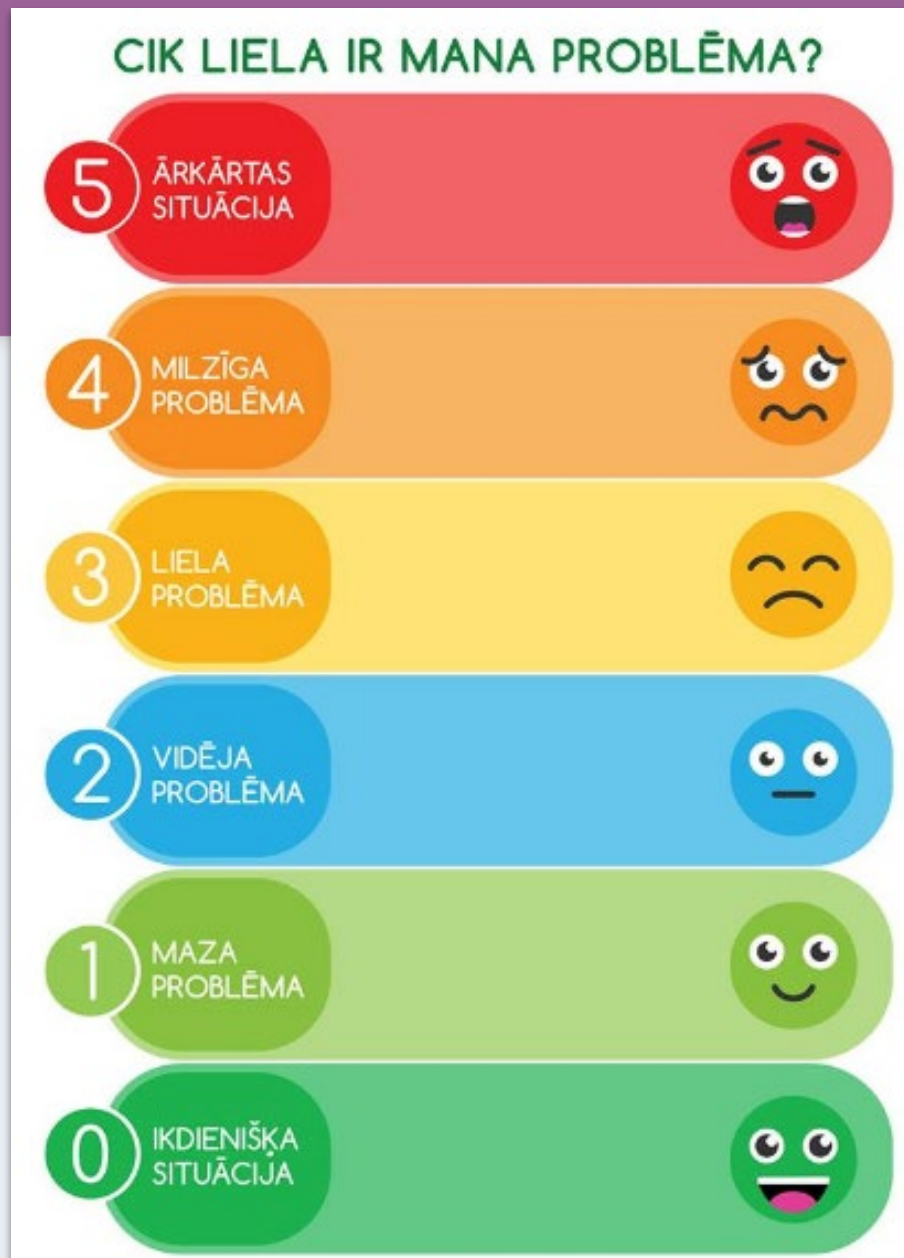 CIK LIELA IR MANA PROBLĒMA?
5
ĀRKĀRTAS
SITUĀCIJA
4
MILZĪGA
PROBLĒMA
3
LIELA
PROBLĒMA
2
VIDĒJA
PROBLĒMA
1
MAZA
PROBLĒMA
0
IKDIENIŠĶA
SITUĀCIJA